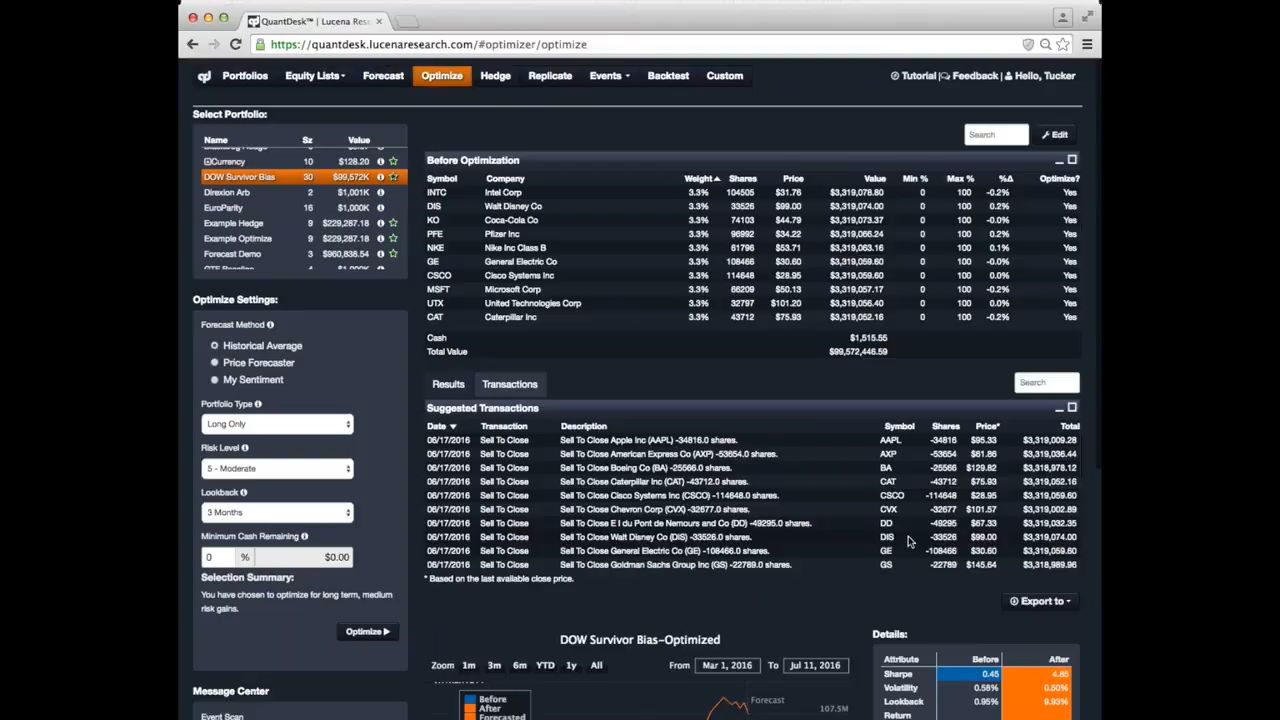 QuantDesk™ | Lucena Res
https://quantdesk.lucenaresearch.com/#optimizer/optimize
Portfolios Equity Lists Forecast Optimize Hedge Replicate Events Backtest Custom
Tutorial | Feedback | Hello, Tucker
Select Portfolio:
Search Edit
Name Sz Value
Currency 10 $128.20
DOW Survivor Bias 30 $99,572K
Direxion Arb 2 $1,001K
EuroParity 16 $1,000K
Example Hedge 9 $229,287.18
Example Optimize 9 $229,287.18
Forecast Demo 3 $960,838.54
Before Optimization
Symbol Company Weight Shares Price Value Min % Max % %Δ Optimize?
INTC Intel Corp 3.3% 104505 $31.76 $3,319,078.80 0 100 -0.2% Yes
DIS Walt Disney Co 3.3% 33526 $99.00 $3,319,074.00 0 100 -0.2% Yes
KO Coca-Cola Co 3.3% 74103 $44.79 $3,319,073.37 0 100 -0.0% Yes
PFE Pfizer Inc 3.3% 96992 $34.22 $3,319,066.24 0 100 0.2% Yes
NKE Nike Inc Class B 3.3% 61796 $53.71 $3,319,063.16 0 100 0.1% Yes
GE General Electric Co 3.3% 108466 $30.60 $3,319,059.60 0 100 -0.0% Yes
CSCO Cisco Systems Inc 3.3% 114648 $28.95 $3,319,059.60 0 100 0.0% Yes
MSFT Microsoft Corp 3.3% 66209 $50.13 $3,319,057.17 0 100 -0.2% Yes
UTX United Technologies Corp 3.3% 32797 $101.20 $3,319,056.40 0 100 0.0% Yes
CAT Caterpillar Inc 3.3% 43712 $75.93 $3,319,052.16 0 100 -0.2% Yes
Cash $1,515.55
Total Value $99,572,446.59
Optimize Settings:
Forecast Method
Historical Average
Price Forecaster
My Sentiment
Portfolio Type
Long Only
Risk Level
5 - Moderate
Lookback
3 Months
Minimum Cash Remaining
0 % $0.00
Selection Summary:
You have chosen to optimize for long term, medium
risk gains.
Optimize
Message Center
Event Scan
Results Transactions Search
Suggested Transactions
Date Transaction Description Symbol Shares Price* Total
06/17/2016 Sell To Close Sell To Close Apple Inc (AAPL) -34816.0 shares. AAPL -34816 $95.33 $3,319,009.28
06/17/2016 Sell To Close Sell To Close American Express Co (AXP) -53654.0 shares. AXP -53654 $61.86 $3,319,036.44
06/17/2016 Sell To Close Sell To Close Boeing Co (BA) -25566.0 shares. BA -25566 $129.82 $3,318,978.12
06/17/2016 Sell To Close Sell To Close Caterpillar Inc (CAT) -43712.0 shares. CAT -43712 $75.93 $3,319,052.16
06/17/2016 Sell To Close Sell To Close Cisco Systems Inc (CSCO) -114648.0 shares. CSCO -114648 $28.95 $3,319,059.60
06/17/2016 Sell To Close Sell To Close Chevron Corp (CVX) -32677.0 shares. CVX -32677 $101.57 $3,319,002.89
06/17/2016 Sell To Close Sell To Close E I du Pont de Nemours and Co (DD) -49295.0 shares. DD -49295 $67.33 $3,319,032.35
06/17/2016 Sell To Close Sell To Close Walt Disney Co (DIS) -33526.0 shares. DIS -33526 $99.00 $3,319,074.00
06/17/2016 Sell To Close Sell To Close General Electric Co (GE) -108466.0 shares. GE -108466 $30.60 $3,319,059.60
06/17/2016 Sell To Close Sell To Close Goldman Sachs Group Inc (GS) -22789.0 shares. GS -22789 $145.64 $3,318,989.96
* Based on the last available close price.
Export to
DOW Survivor Bias-Optimized
Zoom 1m 3m 6m YTD 1y All From Mar 1, 2016 To Jul 11, 2016
Before
After
Forecasted
Forecast
107.5M
Details:
Attribute Before After
Sharpe 0.45 4.85
Volatility 0.58% 0.50%
Lookback 0.95% 9.93%
Return